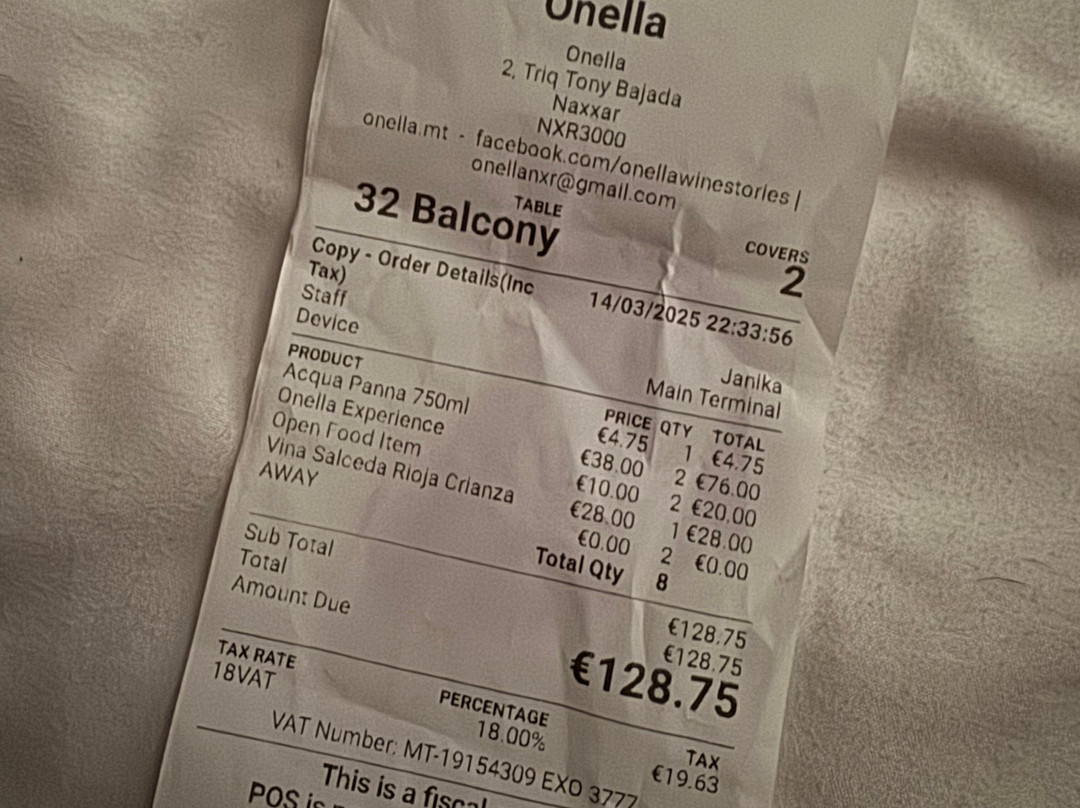 Onella
Onella
2, Triq Tony Bajada
Naxxar
NXR3000
onella.mt - facebook.com/onellawinestories |
onellanxr@gmail.com
TABLE COVERS
32 Balcony 2
Copy - Order Details(Inc Tax) 14/03/2025 22:33:56
Staff Janika
Device Main Terminal
PRODUCT PRICE QTY TOTAL
Acqua Panna 750ml €4.75 1 €4.75
Onella Experience €38.00 2 €76.00
Open Food Item €10.00 2 €20.00
Vina Salceda Rioja Crianza €28.00 1 €28.00
AWAY €0.00 2 €0.00
Total Qty 8
Sub Total €128.75
Total €128.75
Amount Due €128.75
TAX RATE PERCENTAGE TAX
18VAT 18.00% €19.63
VAT Number: MT-19154309 EXO 3777
This is a fiscal
POS is